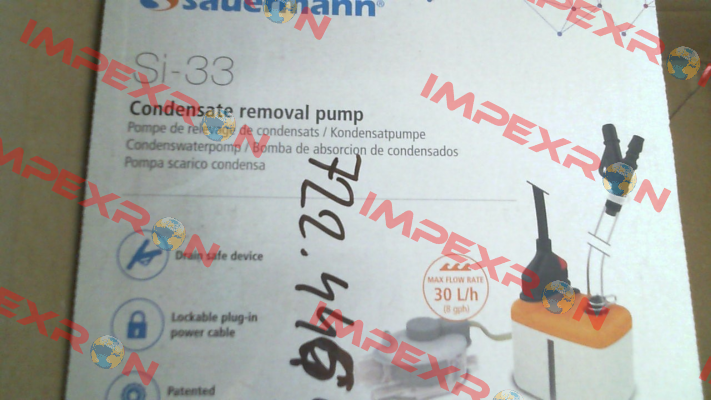 sauermann®
Si-33
Condensate removal pump
Pompe de relevage de condensats / Kondensatpumpe
Condenswaterpomp / Bomba de absorcion de condensados
Pompa scarico condensa
Drain safe device
Lockable plug-in
power cable
Patented
MAX FLOW RATE
30 L/h
(8 gph)
IMPEXRON
IMPEXRON
IMPEXRON
IMPEXRON
IMPEXRON
IMPEXRON